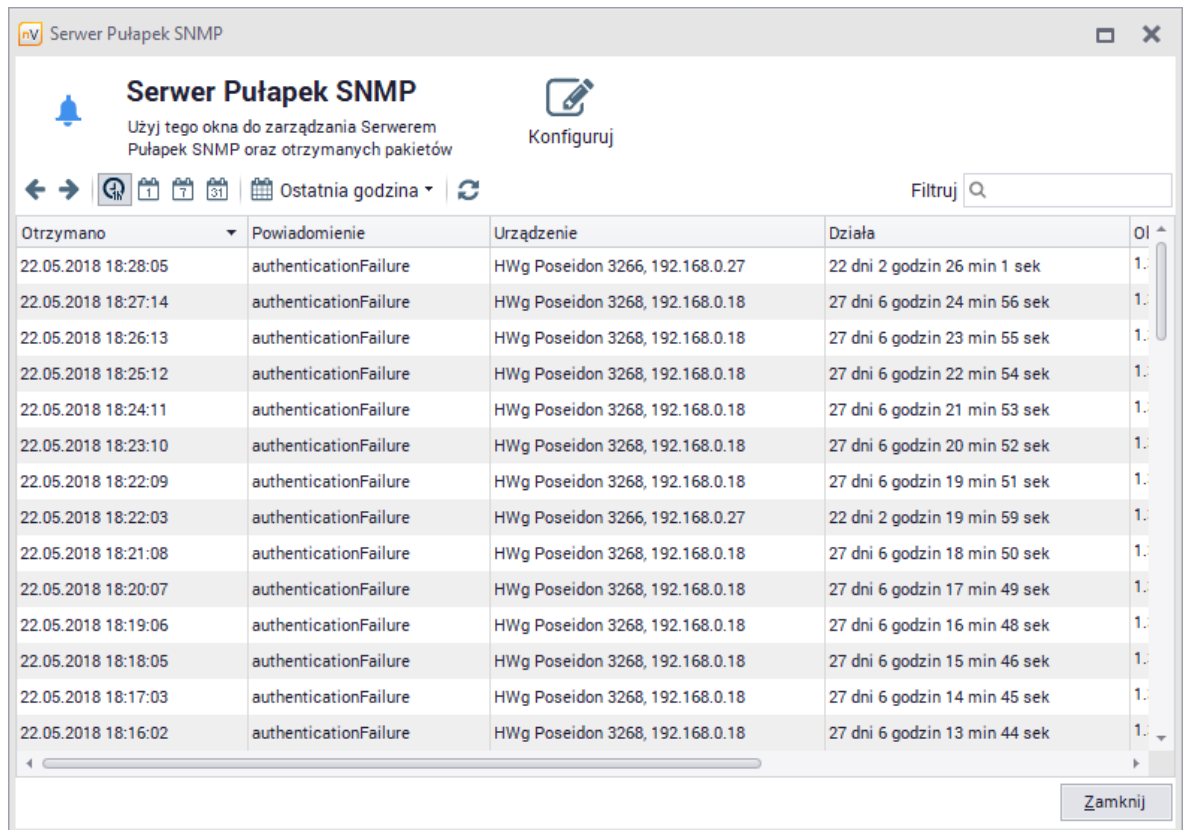 nV Serwer Pułapek SNMP
Serwer Pułapek SNMP
Użyj tego okna do zarządzania Serwerem
Pułapek SNMP oraz otrzymanych pakietów
Konfiguruj
1 7 31 Ostatnia godzina Filtruj
Otrzymano Powiadomienie Urządzenie Działa
22.05.2018 18:28:05 authenticationFailure HWg Poseidon 3266, 192.168.0.27 22 dni 2 godzin 26 min 1 sek 1.
22.05.2018 18:27:14 authenticationFailure HWg Poseidon 3268, 192.168.0.18 27 dni 6 godzin 24 min 56 sek 1.
22.05.2018 18:26:13 authenticationFailure HWg Poseidon 3268, 192.168.0.18 27 dni 6 godzin 23 min 55 sek 1.
22.05.2018 18:25:12 authenticationFailure HWg Poseidon 3268, 192.168.0.18 27 dni 6 godzin 22 min 54 sek 1.
22.05.2018 18:24:11 authenticationFailure HWg Poseidon 3268, 192.168.0.18 27 dni 6 godzin 21 min 53 sek 1.
22.05.2018 18:23:10 authenticationFailure HWg Poseidon 3268, 192.168.0.18 27 dni 6 godzin 20 min 52 sek 1.
22.05.2018 18:22:09 authenticationFailure HWg Poseidon 3268, 192.168.0.18 27 dni 6 godzin 19 min 51 sek 1.
22.05.2018 18:22:03 authenticationFailure HWg Poseidon 3266, 192.168.0.27 22 dni 2 godzin 19 min 59 sek 1.
22.05.2018 18:21:08 authenticationFailure HWg Poseidon 3268, 192.168.0.18 27 dni 6 godzin 18 min 50 sek 1.
22.05.2018 18:20:07 authenticationFailure HWg Poseidon 3268, 192.168.0.18 27 dni 6 godzin 17 min 49 sek 1.
22.05.2018 18:19:06 authenticationFailure HWg Poseidon 3268, 192.168.0.18 27 dni 6 godzin 16 min 48 sek 1.
22.05.2018 18:18:05 authenticationFailure HWg Poseidon 3268, 192.168.0.18 27 dni 6 godzin 15 min 46 sek 1.
22.05.2018 18:17:03 authenticationFailure HWg Poseidon 3268, 192.168.0.18 27 dni 6 godzin 14 min 45 sek 1.
22.05.2018 18:16:02 authenticationFailure HWg Poseidon 3268, 192.168.0.18 27 dni 6 godzin 13 min 44 sek 1.
Zamknij